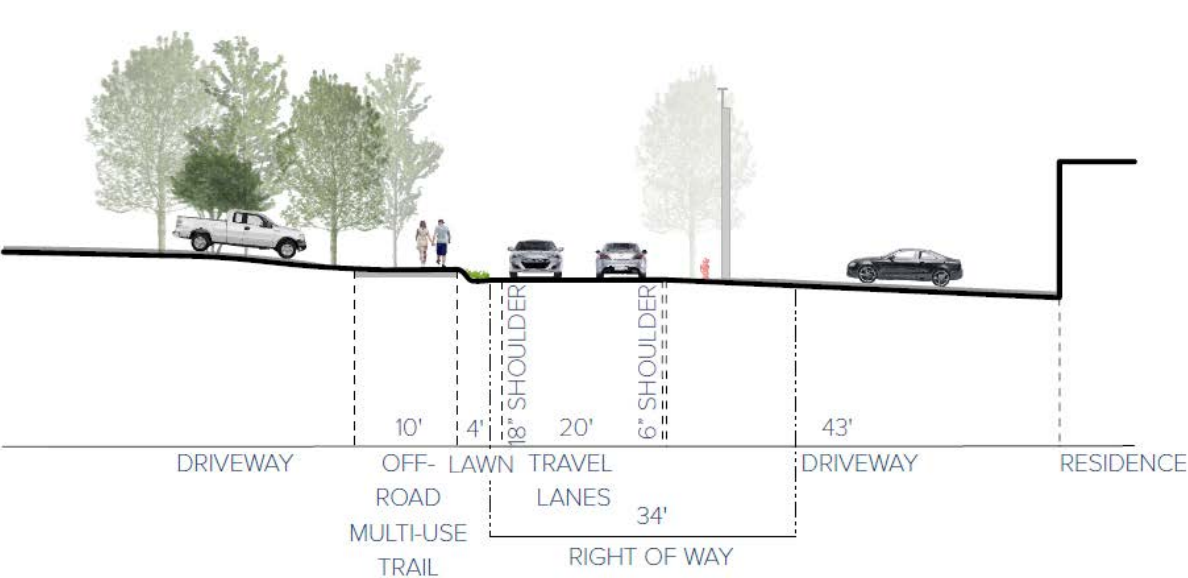 18" SHOULDER
6" SHOULDER
10'
4'
20'
43'
DRIVEWAY
OFF-
ROAD
MULTI-USE
TRAIL
LAWN
TRAVEL
LANES
DRIVEWAY
RESIDENCE
34'
RIGHT OF WAY